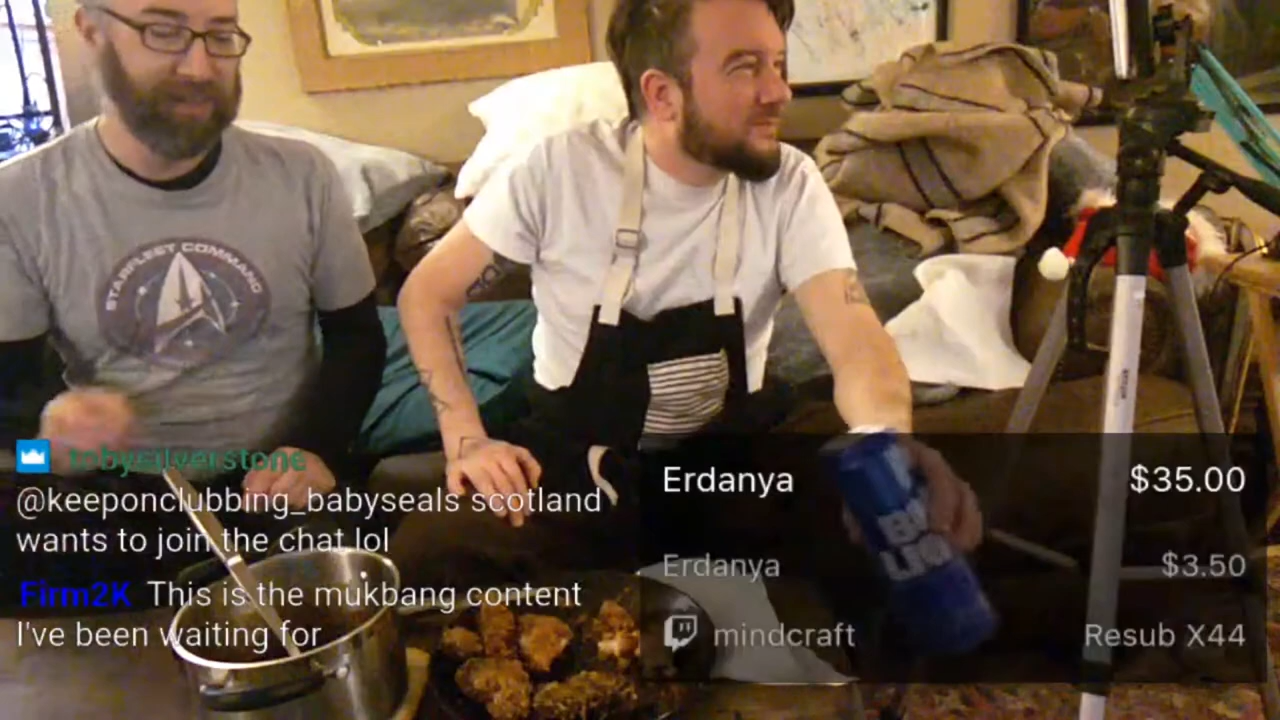 STARFLEET COMMAND
tobysilverstone
@keeponclubbing_babyseals scotland
wants to join the chat lol
Firm2K This is the mukbang content
I've been waiting for
Erdanya $35.00
Erdanya $3.50
mindcraft Resub X44